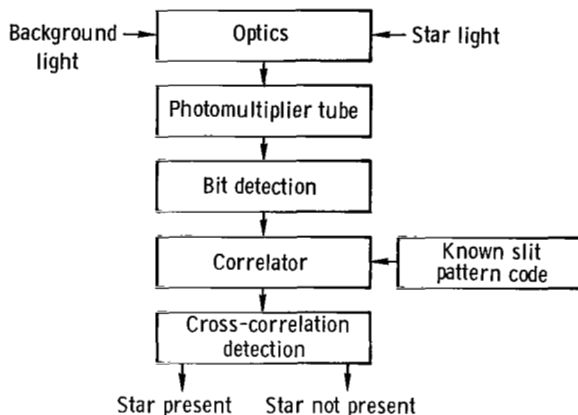 Background
light
Optics
Star light
Photomultiplier tube
Bit detection
Correlator
Known slit
pattern code
Cross-correlation
detection
Star present
Star not present